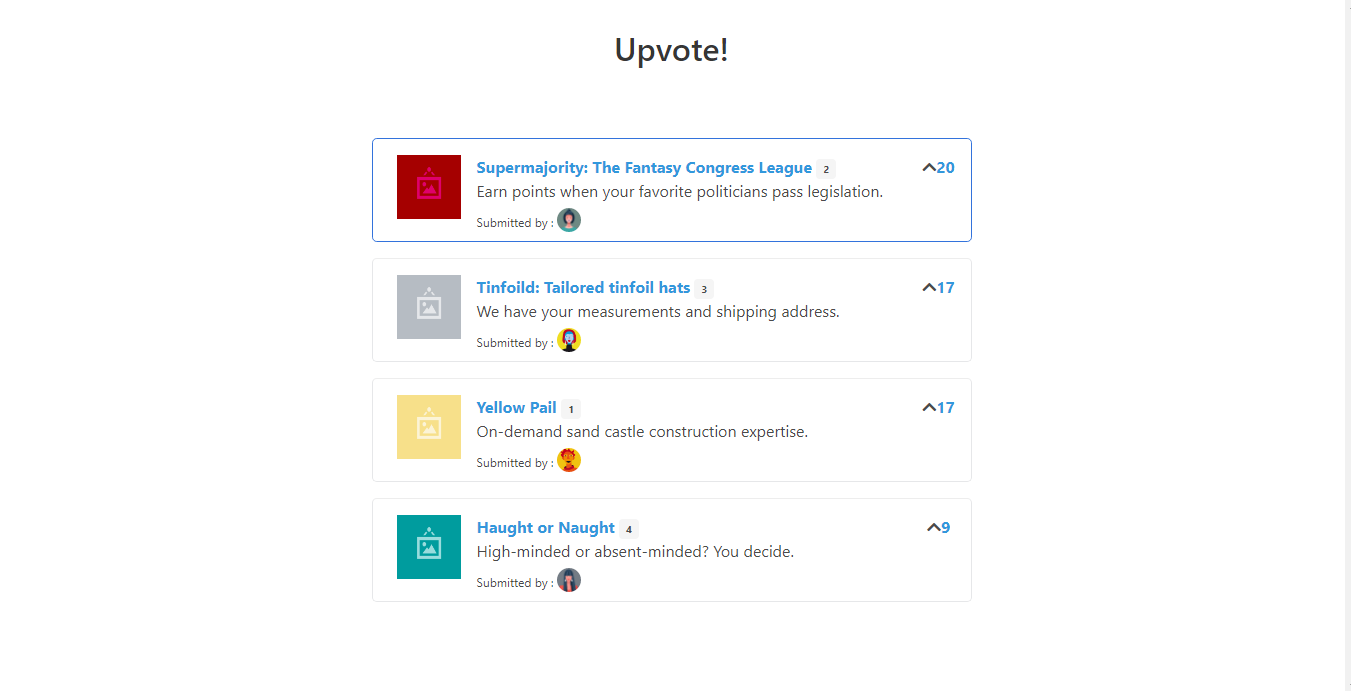 Upvote!
Supermajority: The Fantasy Congress League 2 20
Earn points when your favorite politicians pass legislation.
Submitted by :
Tinfoild: Tailored tinfoil hats 3 17
We have your measurements and shipping address.
Submitted by :
Yellow Pail 1 17
On-demand sand castle construction expertise.
Submitted by :
Haught or Naught 4 9
High-minded or absent-minded? You decide.
Submitted by :